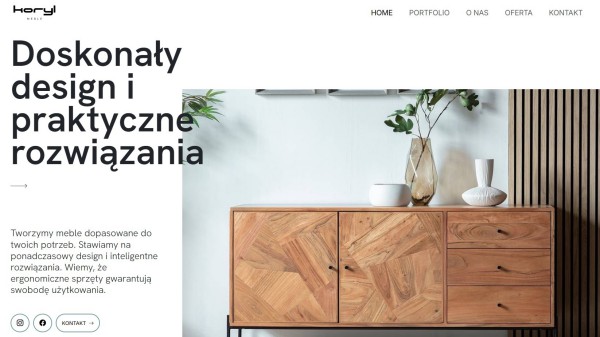 koryl
MEBLE
HOME PORTFOLIO O NAS OFERTA KONTAKT
Doskonały
design i
praktyczne
rozwiązania
Tworzymy meble dopasowane do
twoich potrzeb. Stawiamy na
ponadczasowy design i inteligentne
rozwiązania. Wiemy, że
ergonomiczne sprzęty gwarantują
swobodę użytkowania.
KONTAKT